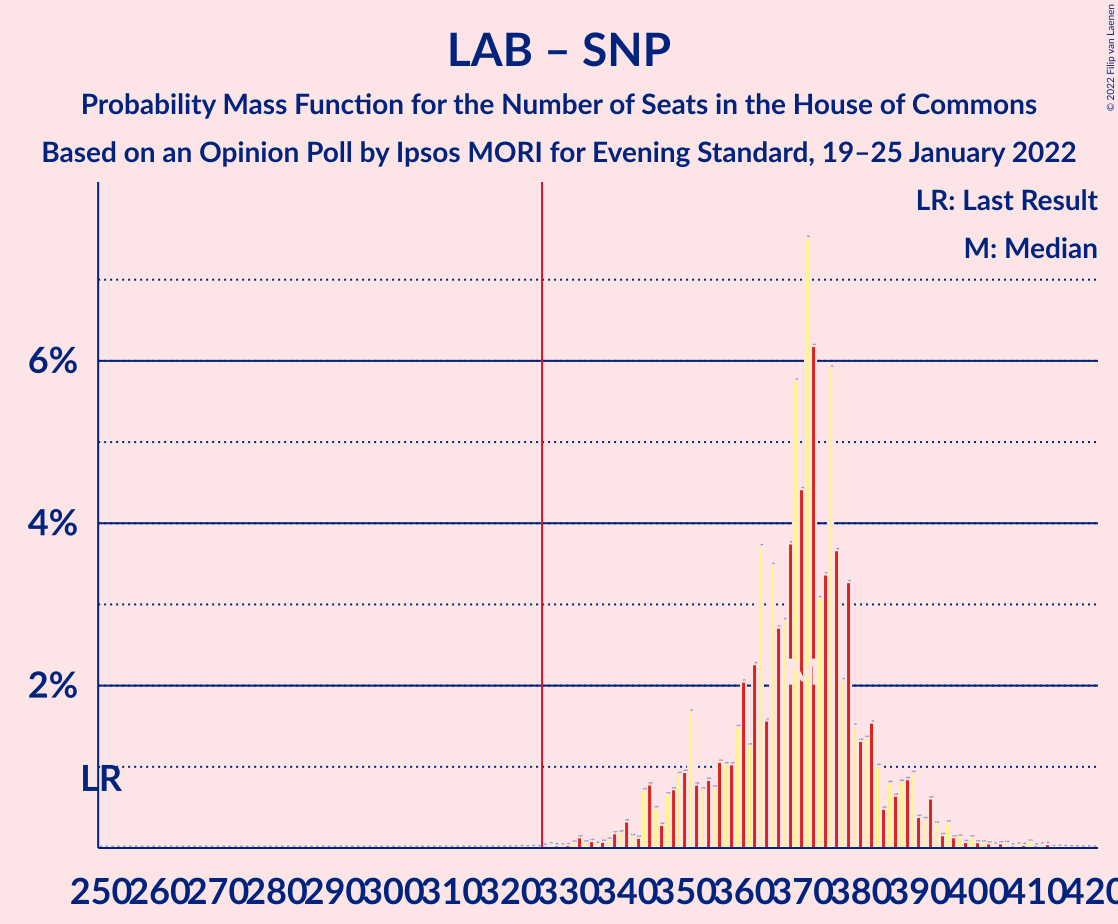 LAB – SNP
Probability Mass Function for the Number of Seats in the House of Commons
Based on an Opinion Poll by Ipsos MORI for Evening Standard, 19–25 January 2022
© 2022 Filip van Laenen
LR: Last Result
M: Median
6%
4%
2%
M
LR
250 260 270 280 290 300 310 320 330 340 350 360 370 380 390 400 410 420